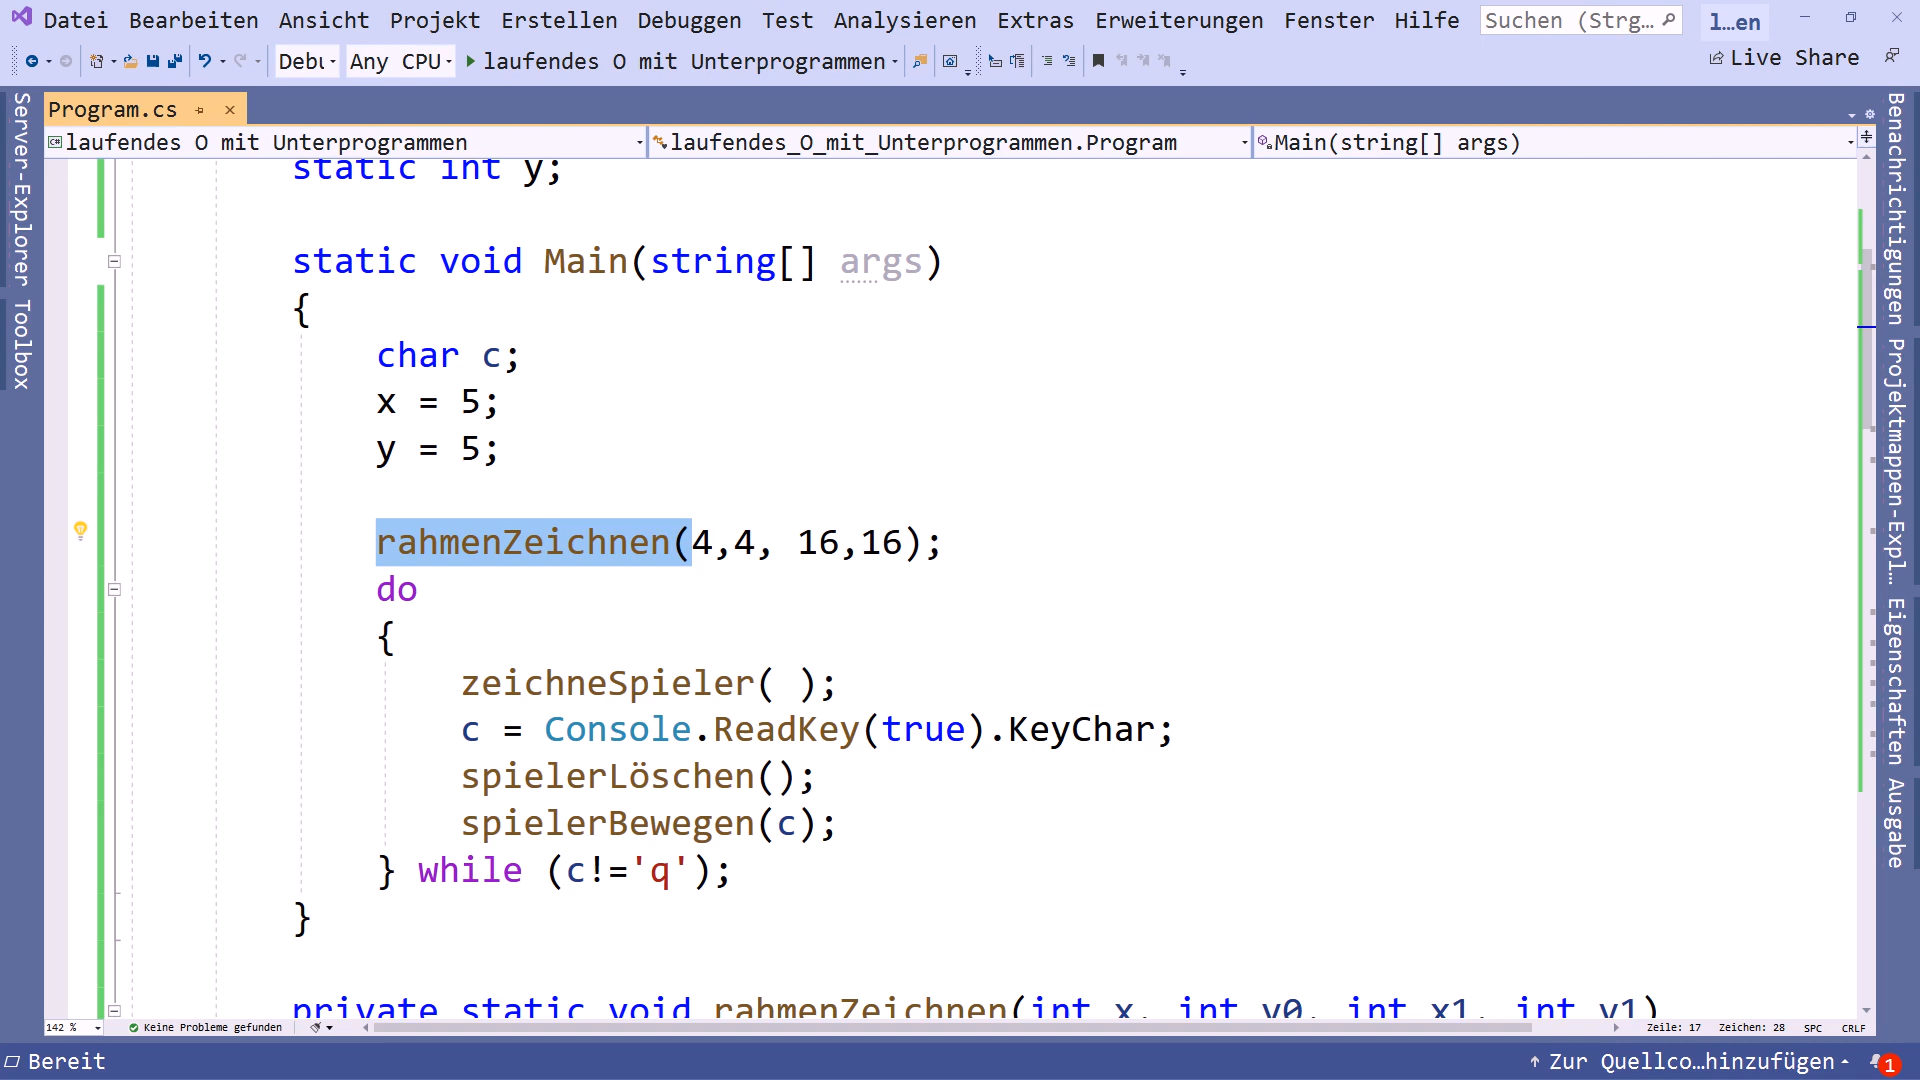 Datei Bearbeiten Ansicht Projekt Erstellen Debuggen Test Analysieren Extras Erweiterungen Fenster Hilfe Suchen (Strg... l...en
Debu Any CPU laufendes O mit Unterprogrammen Live Share
Program.cs
laufendes O mit Unterprogrammen laufendes_O_mit_Unterprogrammen.Program Main(string[] args)
Server-Explorer
Toolbox
static int y;
static void Main(string[] args)
{
char c;
x = 5;
y = 5;
rahmenZeichnen(4,4, 16,16);
do
{
zeichneSpieler( );
c = Console.ReadKey(true).KeyChar;
spielerLöschen();
spielerBewegen(c);
} while (c!='q');
}
private static void rahmenZeichnen(int x, int y0, int x1, int y1)
Benachrichtigungen
Projektmappen-Expl...
Eigenschaften
Ausgabe
142 % Keine Probleme gefunden Zeile: 17 Zeichen: 28 SPC CRLF
Bereit Zur Quellco...hinzufügen 1